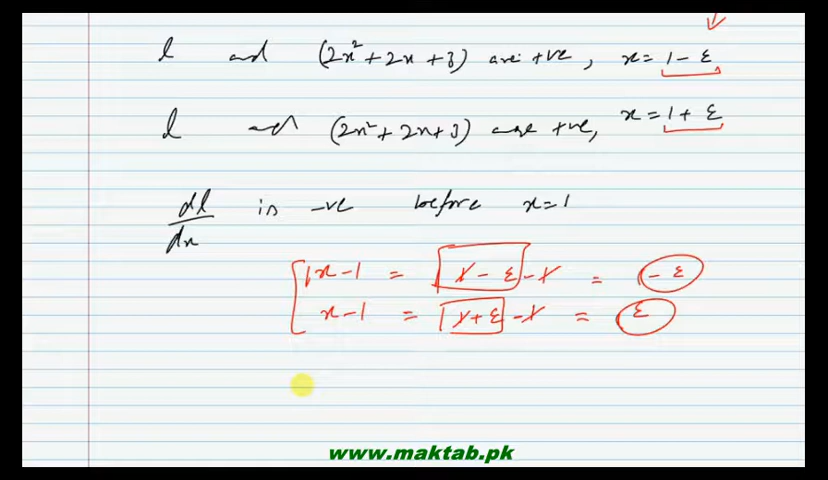 l and (2x² + 2x + 3) are +ve, x = 1 - ε
l and (2x² + 2x + 3) are +ve, x = 1 + ε
dl/dx is -ve before x = 1
x - 1 = 1 - ε - 1 = - ε
x - 1 = 1 + ε - 1 = ε
www.maktab.pk